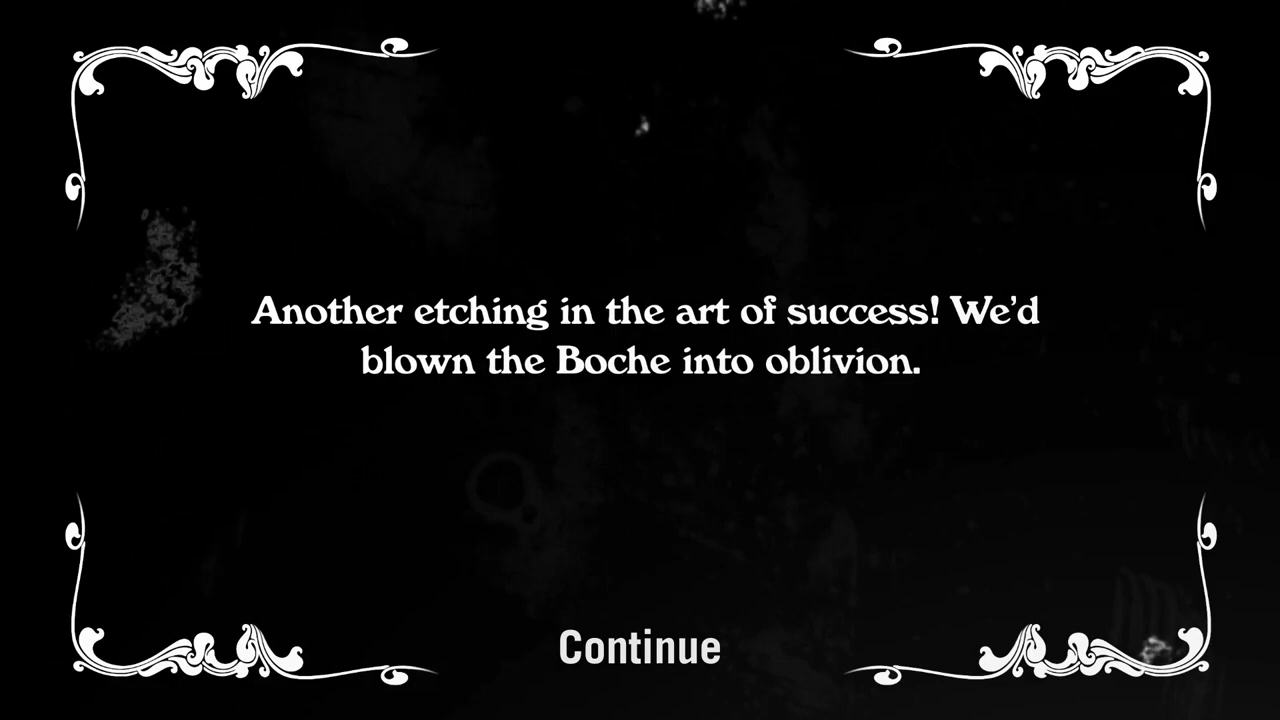 Another etching in the art of success! We'd
blown the Boche into oblivion.
Continue